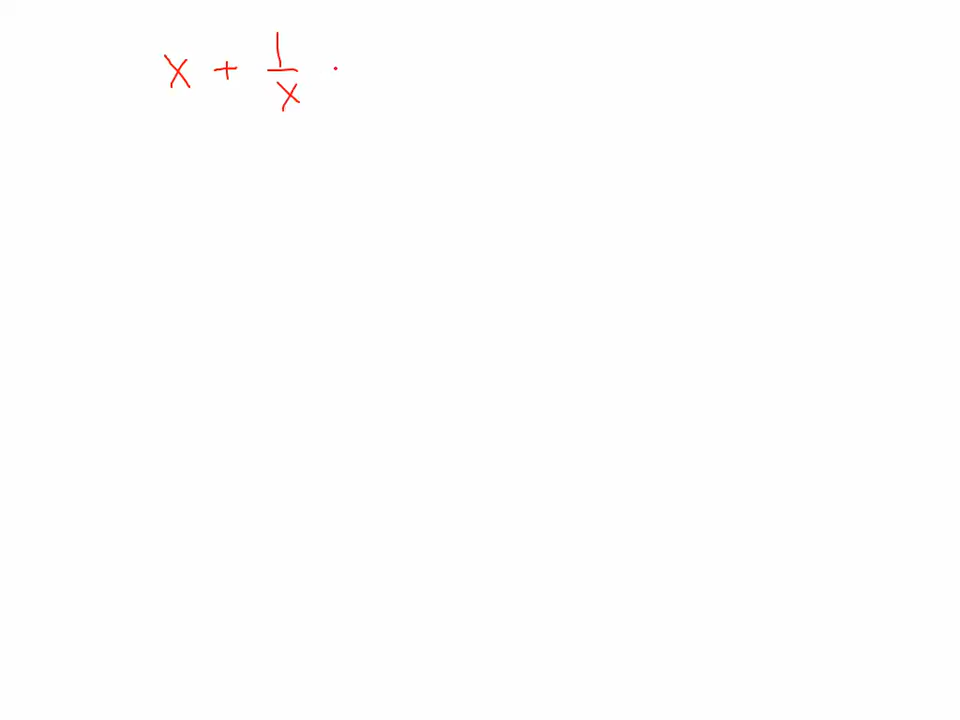 x + 1/x ·